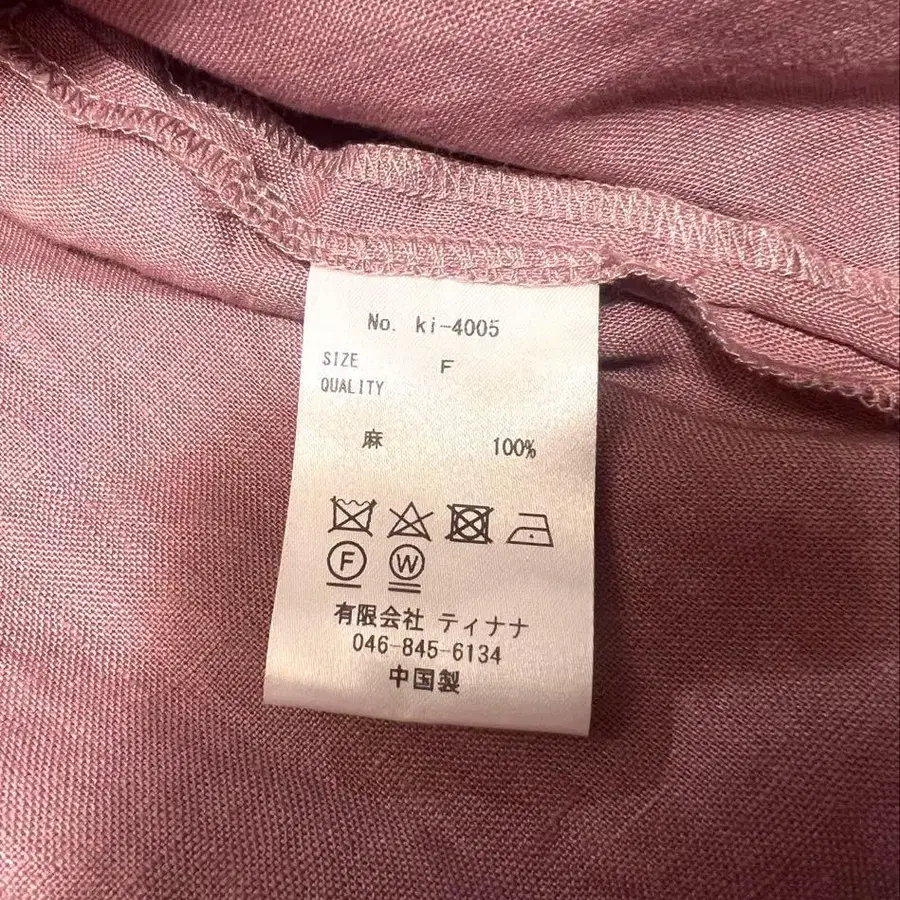 No. ki-4005
SIZE F
QUALITY
麻 100%
F W
有限会社 ティナナ
046-845-6134
中国製